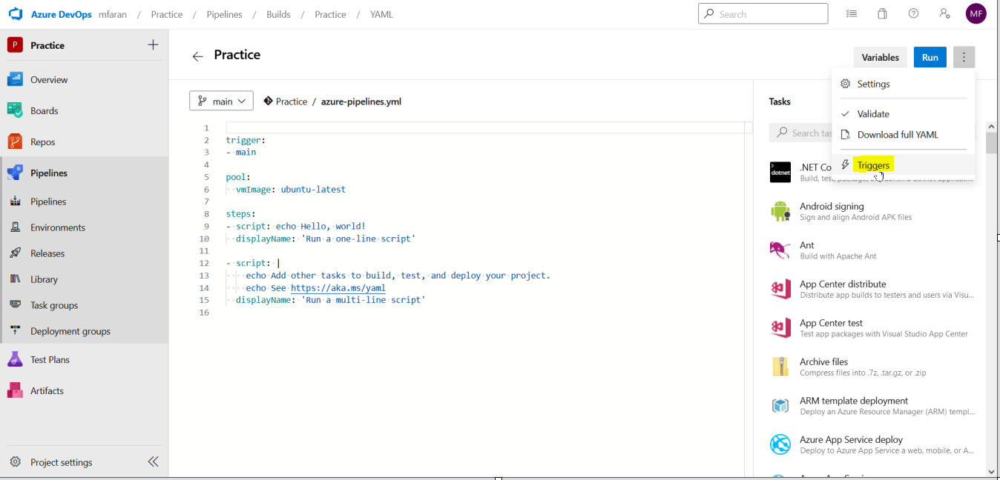 Azure DevOps mfaran / Practice / Pipelines / Builds / Practice / YAML
Search
MF
P Practice
Overview
Boards
Repos
Pipelines
Pipelines
Environments
Releases
Library
Task groups
Deployment groups
Test Plans
Artifacts
Project settings
Practice
Variables
Run
main
Practice / azure-pipelines.yml
1
2 trigger:
3 - main
4
5 pool:
6 vmImage: ubuntu-latest
7
8 steps:
9 - script: echo Hello, world!
10 displayName: 'Run a one-line script'
11
12 - script: |
13 echo Add other tasks to build, test, and deploy your project.
14 echo See https://aka.ms/yaml
15 displayName: 'Run a multi-line script'
16
Settings
Validate
Download full YAML
Triggers
Tasks
Search
dotnet
.NET
Build, test,
Android signing
Sign and align Android APK files
Ant
Build with Apache Ant
App Center distribute
Distribute app builds to testers and users via Visu...
App Center test
Test app packages with Visual Studio App Center
Archive files
Compress files into .7z, .tar.gz, or .zip
ARM template deployment
Deploy an Azure Resource Manager (ARM) templ...
Azure App Service deploy
Deploy to Azure App Service a web, mobile, or A...